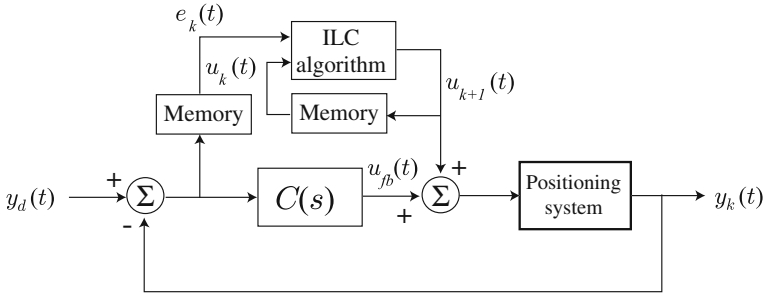 e_k(t)
ILC
algorithm
u_k(t)
u_{k+1}(t)
Memory
Memory
u_{fb}(t)
+
+
y_d(t)
Σ
C(s)
Σ
Positioning
system
y_k(t)
-
+